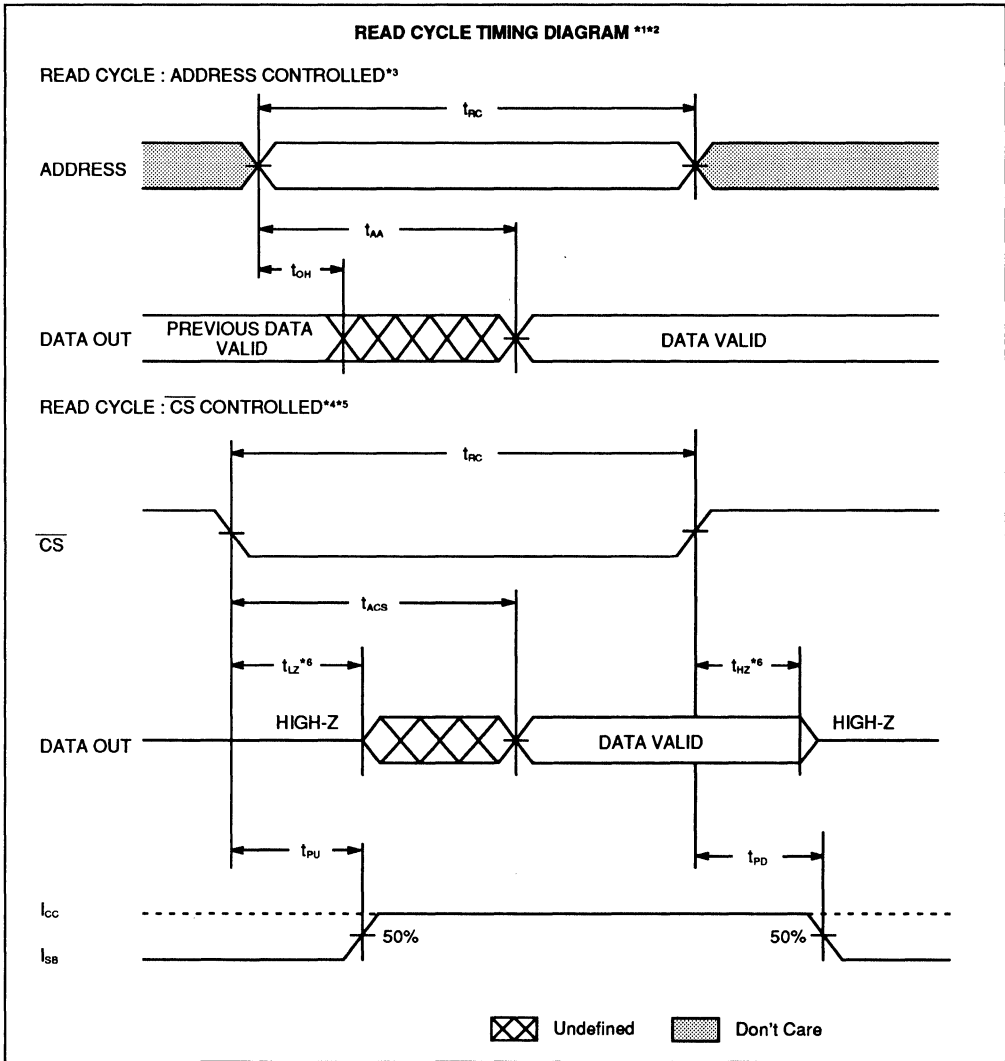 READ CYCLE TIMING DIAGRAM *1*2
READ CYCLE : ADDRESS CONTROLLED*3
tRC
ADDRESS
tAA
tOH
DATA OUT
PREVIOUS DATA
VALID
DATA VALID
READ CYCLE : C̅S̅ CONTROLLED*4*5
tRC
C̅S̅
tACS
tLZ*6
tHZ*6
HIGH-Z
HIGH-Z
DATA OUT
DATA VALID
tPU
tPD
ICC
50%
50%
ISB
Undefined
Don't Care